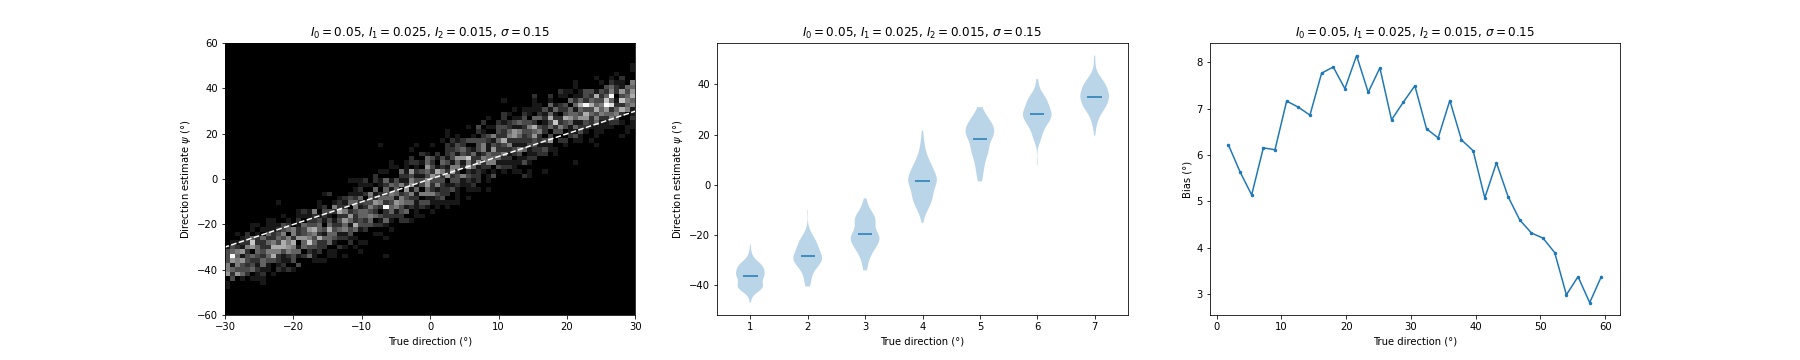 I₀ = 0.05, I₁ = 0.025, I₂ = 0.015, σ = 0.15
60
40
20
0
−20
−40
−60
Direction estimate ψ (°)
−30 −20 −10 0 10 20 30
True direction (°)
I₀ = 0.05, I₁ = 0.025, I₂ = 0.015, σ = 0.15
40
20
0
−20
−40
Direction estimate ψ (°)
1 2 3 4 5 6 7
True direction (°)
I₀ = 0.05, I₁ = 0.025, I₂ = 0.015, σ = 0.15
8
7
6
5
4
3
Bias (°)
0 10 20 30 40 50 60
True direction (°)